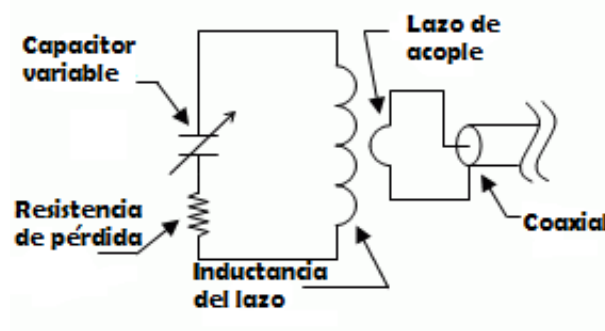 Capacitor
variable
Lazo de
acople
Resistencia
de pérdida
Inductancia
del lazo
Coaxial